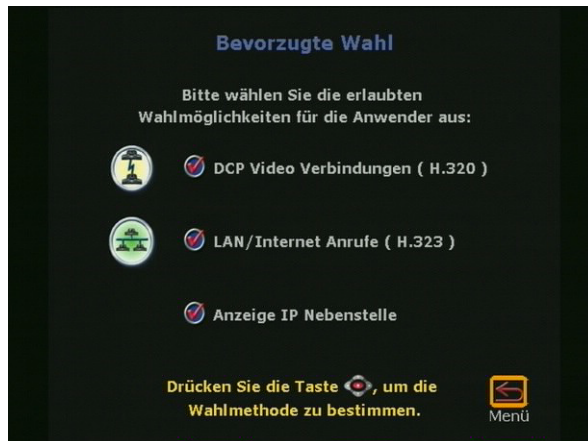 Bevorzugte Wahl
Bitte wählen Sie die erlaubten
Wahlmöglichkeiten für die Anwender aus:
DCP Video Verbindungen ( H.320 )
LAN/Internet Anrufe ( H.323 )
Anzeige IP Nebenstelle
Drücken Sie die Taste , um die
Wahlmethode zu bestimmen.
Menü